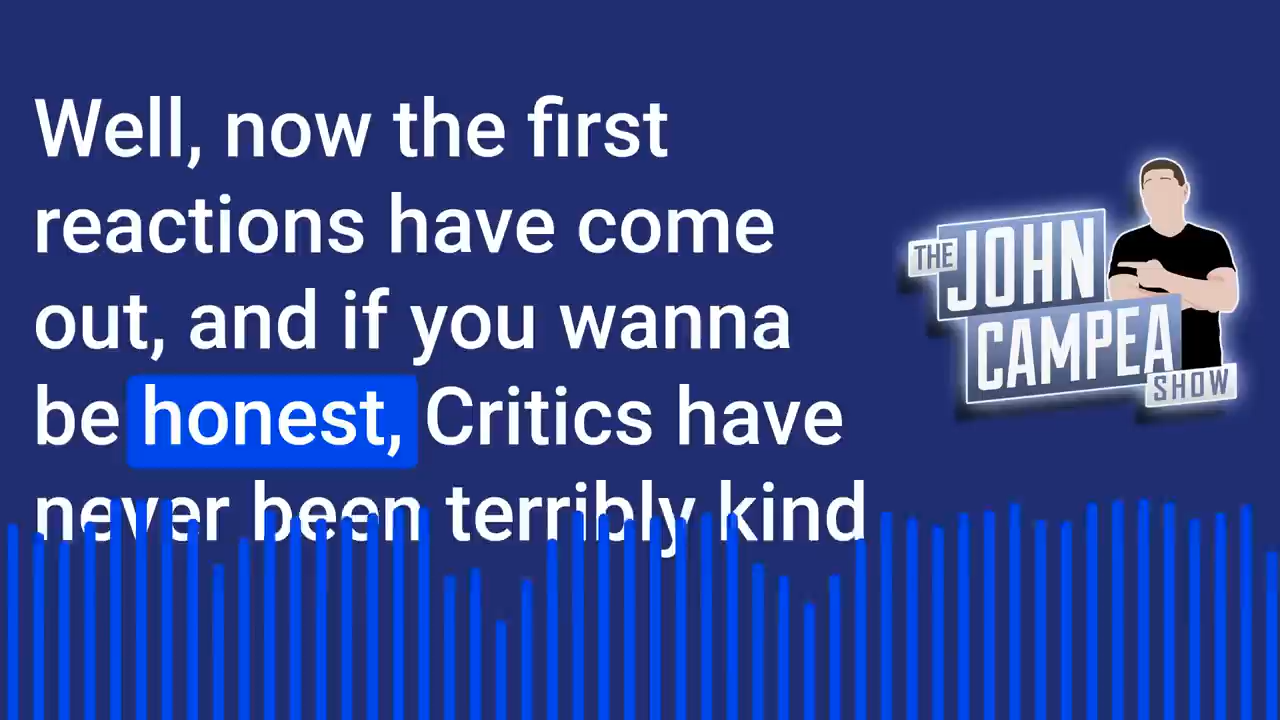 Well, now the first
reactions have come
out, and if you wanna
be honest, Critics have
never been terribly kind
THE JOHN
CAMPEA
SHOW